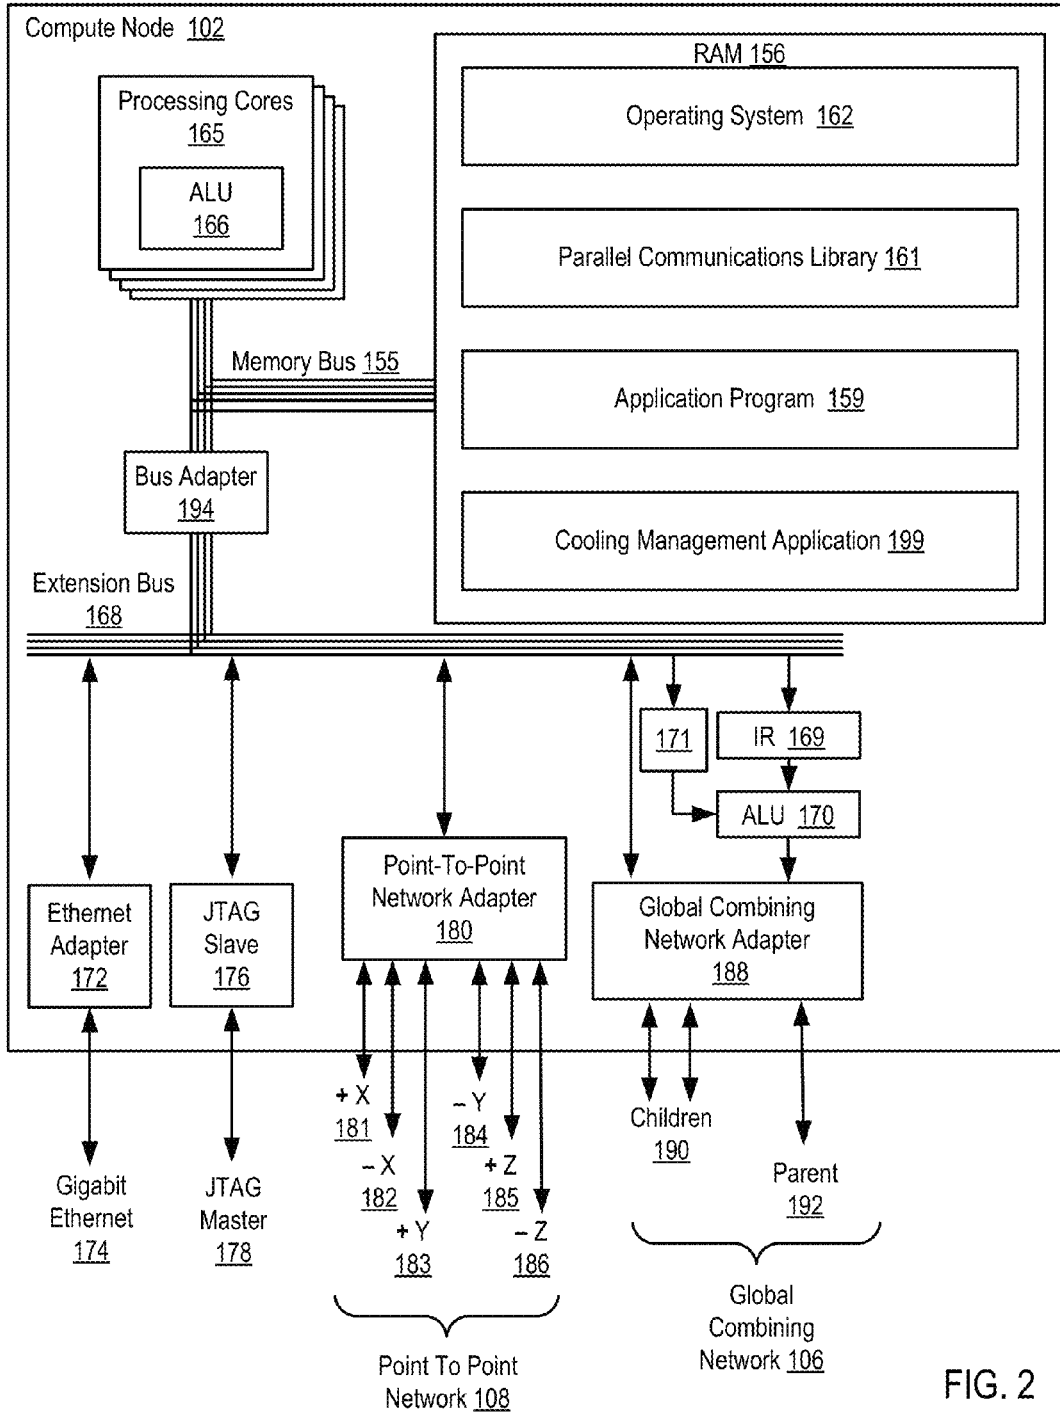 Compute Node 102
RAM 156
Processing Cores
165
ALU
166
Operating System 162
Parallel Communications Library 161
Memory Bus 155
Application Program 159
Bus Adapter
194
Cooling Management Application 199
Extension Bus
168
171
IR 169
ALU 170
Point-To-Point
Network Adapter
180
Ethernet
Adapter
172
JTAG
Slave
176
Global Combining
Network Adapter
188
+ X
181
– X
182
+ Y
183
– Y
184
+ Z
185
– Z
186
Children
190
Parent
192
Gigabit
Ethernet
174
JTAG
Master
178
Point To Point
Network 108
Global
Combining
Network 106
FIG. 2